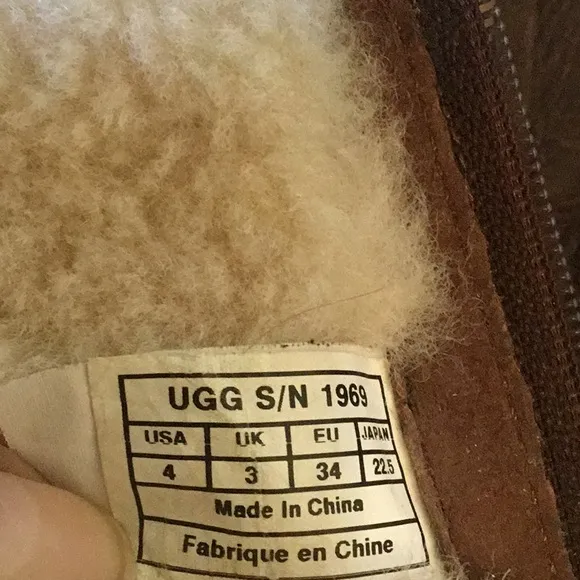 UGG S/N 1969
USA UK EU JAPAN
4 3 34 22.5
Made In China
Fabrique en Chine